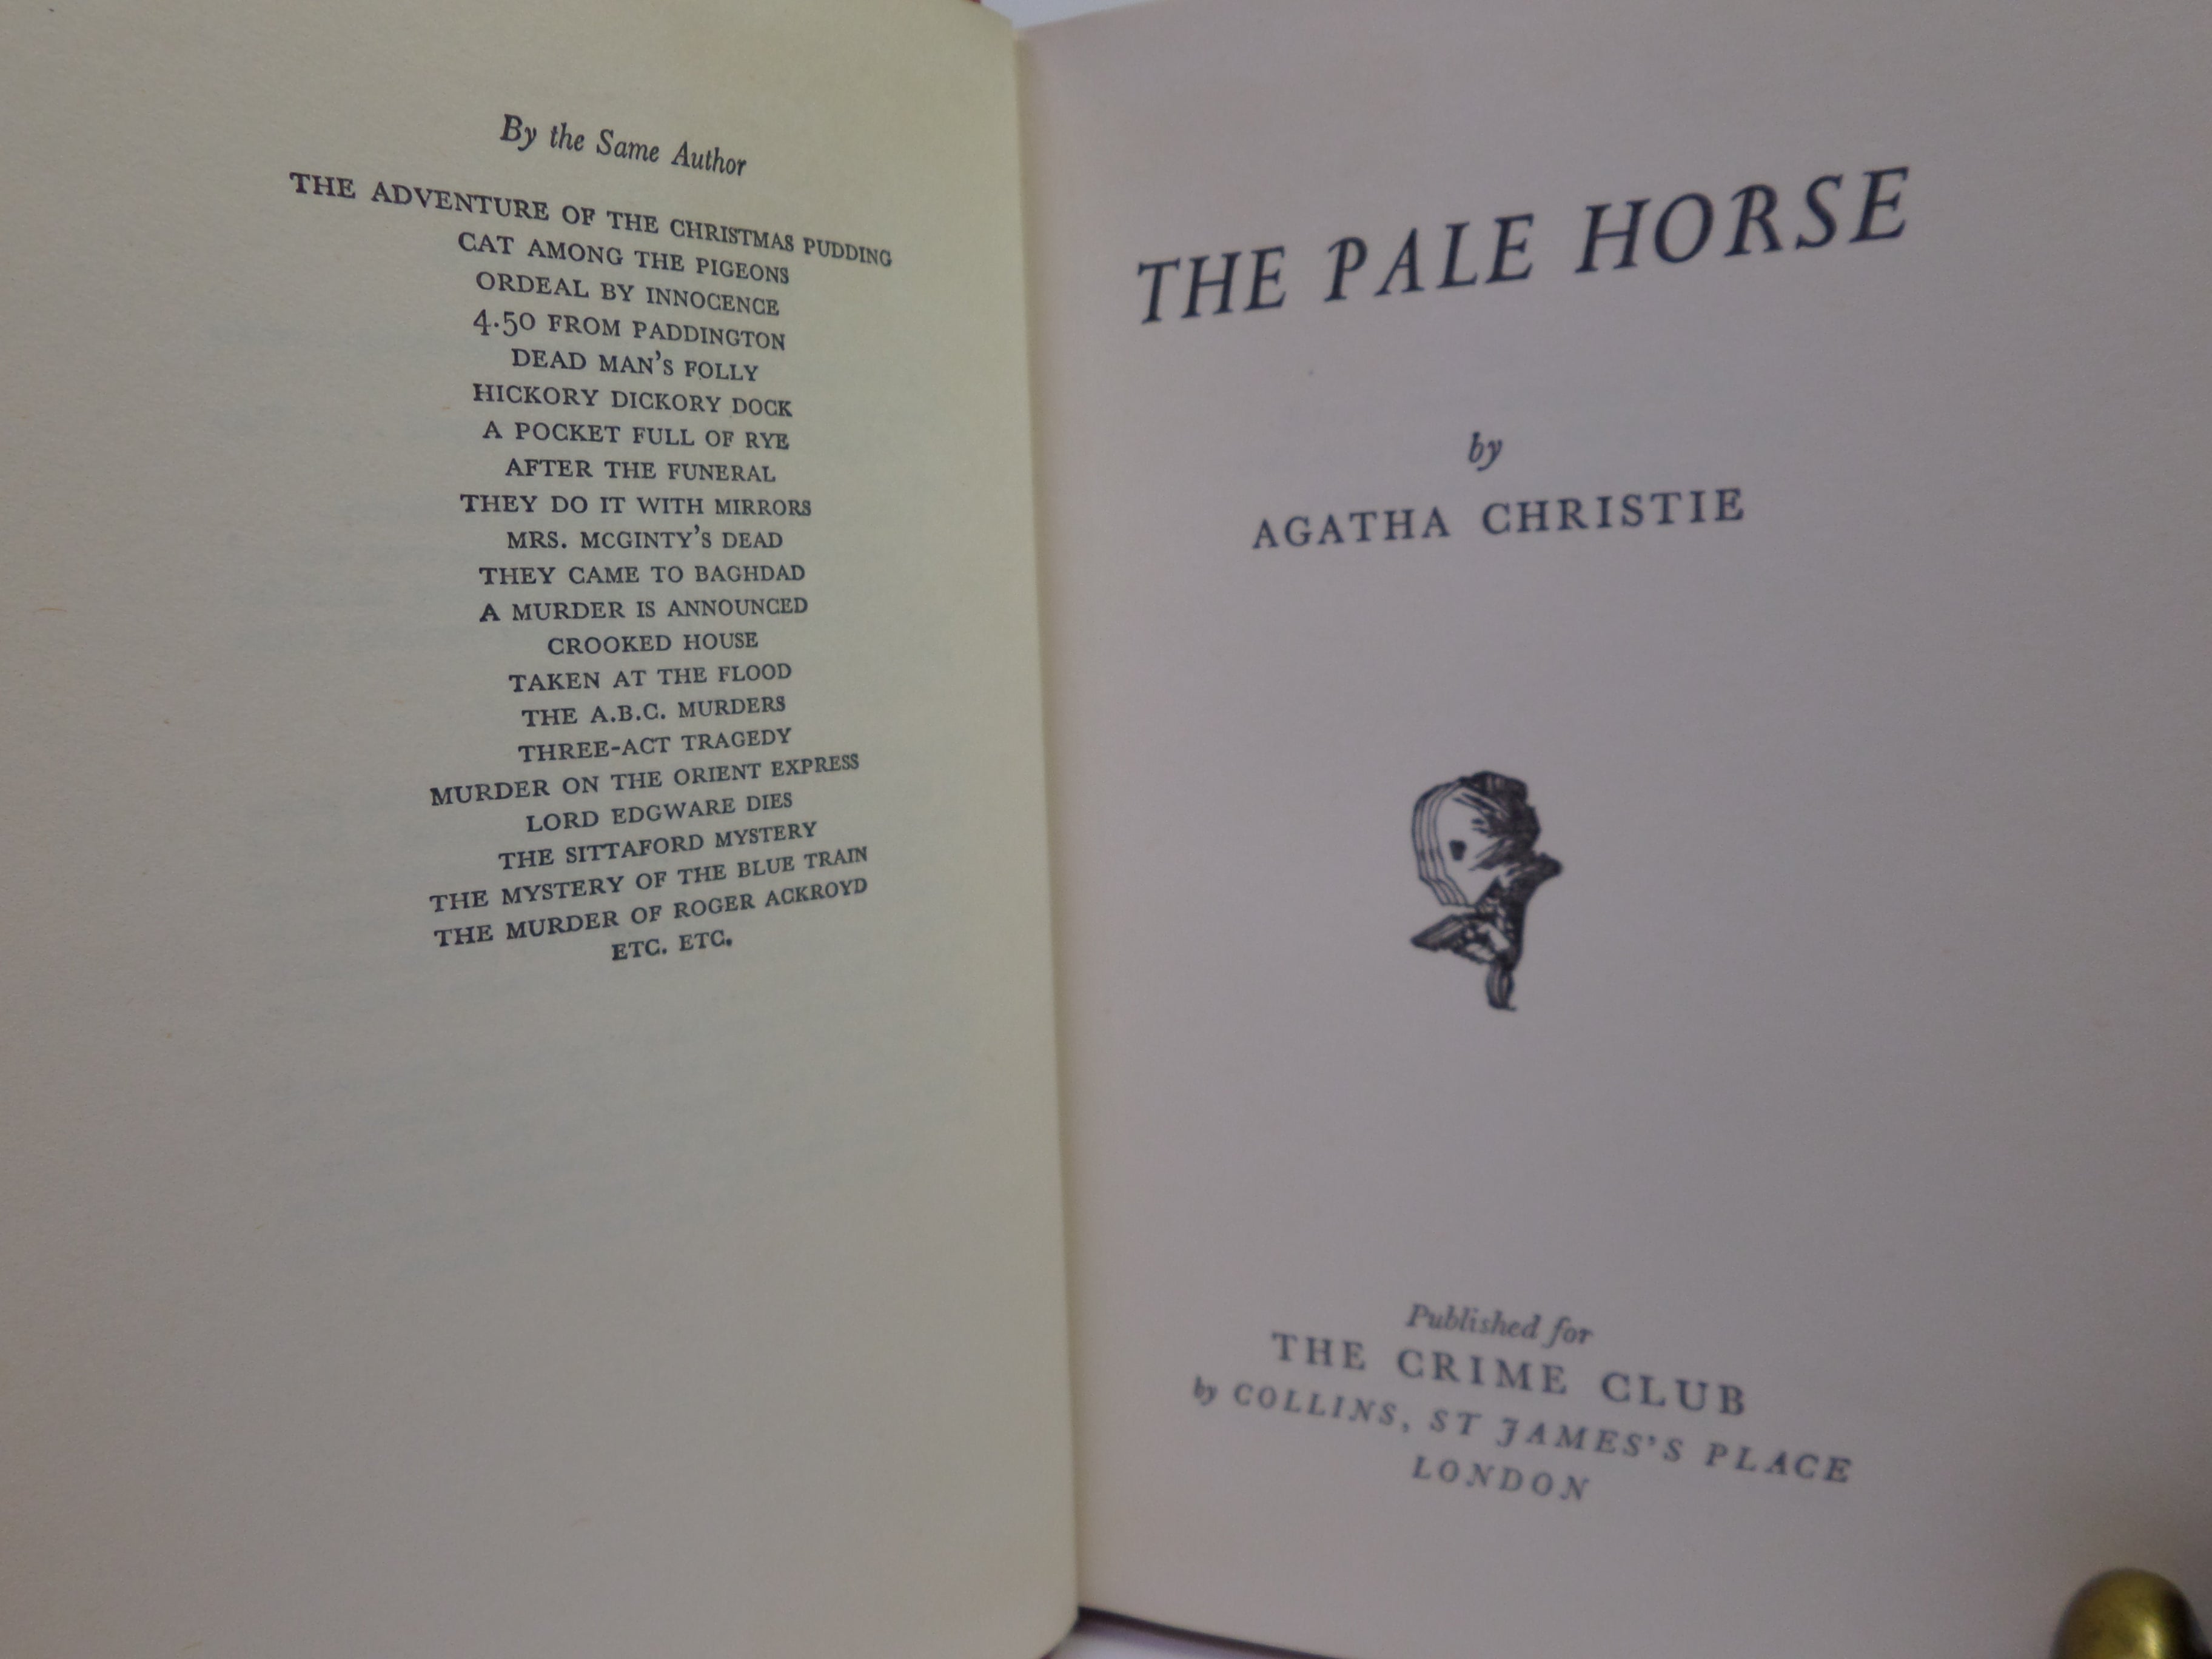 By the Same Author
THE ADVENTURE OF THE CHRISTMAS PUDDING
CAT AMONG THE PIGEONS
ORDEAL BY INNOCENCE
4.50 FROM PADDINGTON
DEAD MAN'S FOLLY
HICKORY DICKORY DOCK
A POCKET FULL OF RYE
AFTER THE FUNERAL
THEY DO IT WITH MIRRORS
MRS. MCGINTY'S DEAD
THEY CAME TO BAGHDAD
A MURDER IS ANNOUNCED
CROOKED HOUSE
TAKEN AT THE FLOOD
THE A.B.C. MURDERS
THREE-ACT TRAGEDY
MURDER ON THE ORIENT EXPRESS
LORD EDGWARE DIES
THE SITTAFORD MYSTERY
THE MYSTERY OF THE BLUE TRAIN
THE MURDER OF ROGER ACKROYD
ETC. ETC.
THE PALE HORSE
by
AGATHA CHRISTIE
Published for
THE CRIME CLUB
by COLLINS, ST JAMES'S PLACE
LONDON